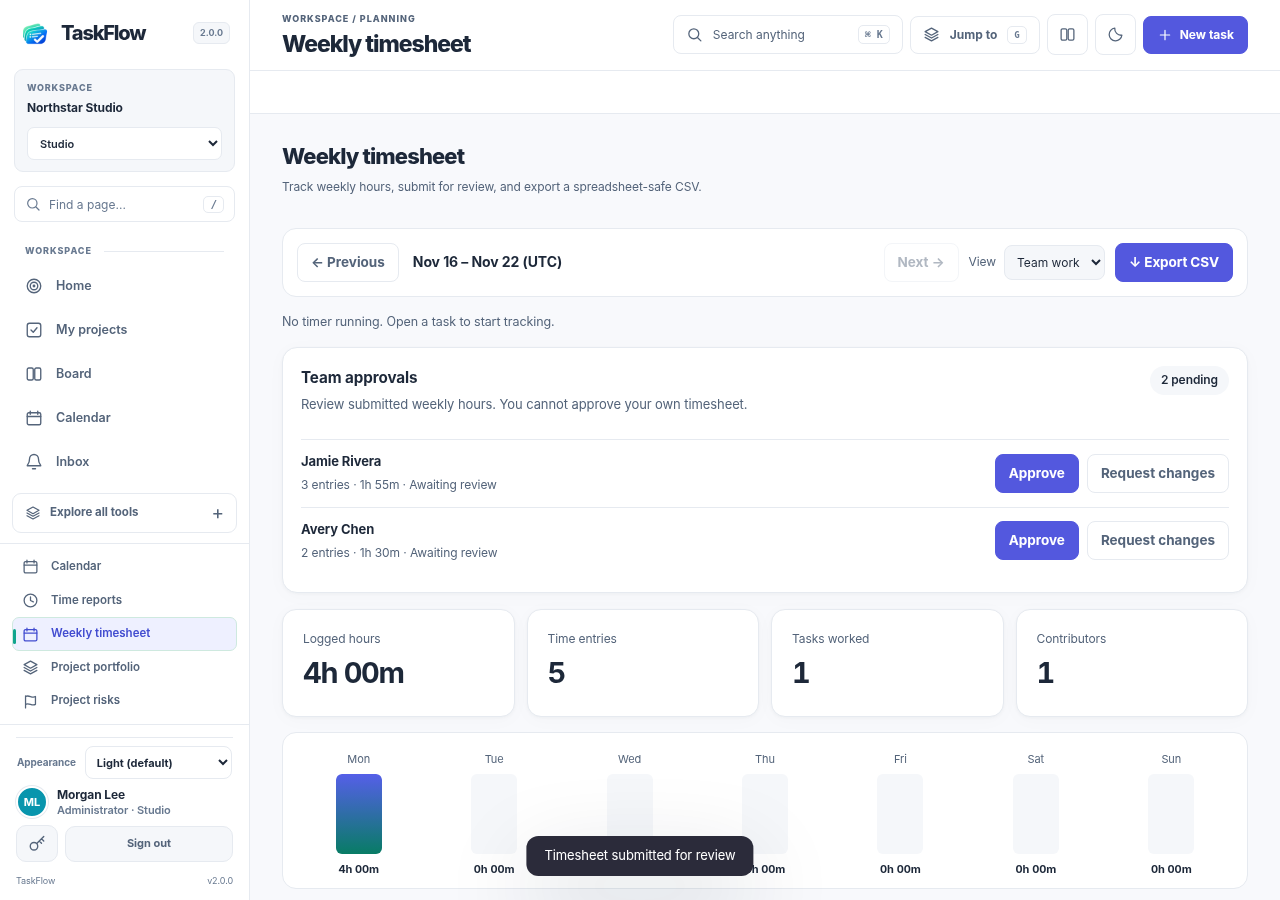 TaskFlow
2.0.0
WORKSPACE
Northstar Studio
Studio
Find a page...
/
WORKSPACE
Home
My projects
Board
Calendar
Inbox
Explore all tools
+
Calendar
Time reports
Weekly timesheet
Project portfolio
Project risks
Appearance
Light (default)
ML
Morgan Lee
Administrator · Studio
Sign out
TaskFlow
v2.0.0
WORKSPACE / PLANNING
Weekly timesheet
Search anything
⌘ K
Jump to
G
+ New task
Weekly timesheet
Track weekly hours, submit for review, and export a spreadsheet-safe CSV.
← Previous
Nov 16 – Nov 22 (UTC)
Next →
View
Team work
↓ Export CSV
No timer running. Open a task to start tracking.
Team approvals
2 pending
Review submitted weekly hours. You cannot approve your own timesheet.
Jamie Rivera
3 entries · 1h 55m · Awaiting review
Approve
Request changes
Avery Chen
2 entries · 1h 30m · Awaiting review
Approve
Request changes
Logged hours
4h 00m
Time entries
5
Tasks worked
1
Contributors
1
Mon
Tue
Wed
Thu
Fri
Sat
Sun
4h 00m
0h 00m
h 00m
0h 00m
0h 00m
0h 00m
Timesheet submitted for review